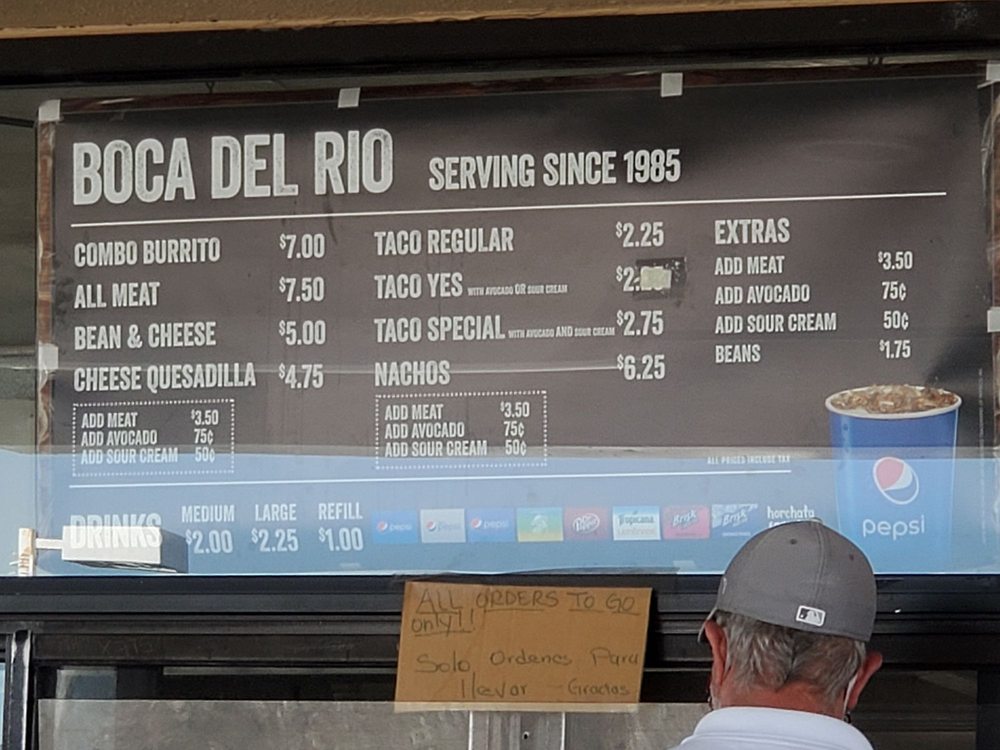 BOCA DEL RIO SERVING SINCE 1985
COMBO BURRITO $7.00
ALL MEAT $7.50
BEAN & CHEESE $5.00
CHEESE QUESADILLA $4.75
ADD MEAT $3.50
ADD AVOCADO 75¢
ADD SOUR CREAM 50¢
TACO REGULAR $2.25
TACO YES WITH AVOCADO OR SOUR CREAM $2.
TACO SPECIAL WITH AVOCADO AND SOUR CREAM $2.75
NACHOS $6.25
ADD MEAT $3.50
ADD AVOCADO 75¢
ADD SOUR CREAM 50¢
EXTRAS
ADD MEAT $3.50
ADD AVOCADO 75¢
ADD SOUR CREAM 50¢
BEANS $1.75
ALL PRICES INCLUDE TAX
DRINKS
MEDIUM LARGE REFILL
$2.00 $2.25 $1.00
pepsi
pepsi
pepsi
Dr Pepper
Tropicana
Brisk
Brisk
horchata
pepsi
ALL ORDERS TO GO
only!!
Solo Ordenes Para
llevar - Gracias